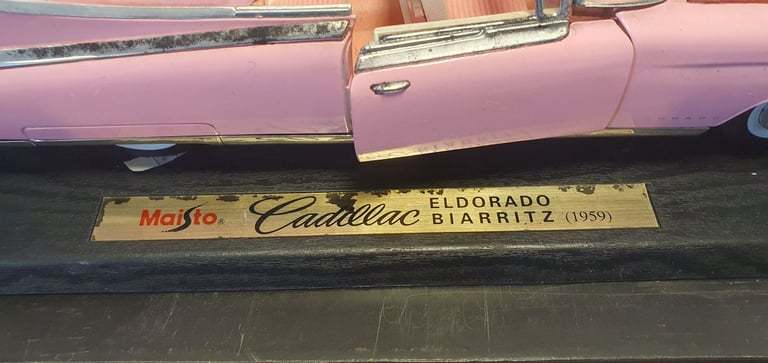 Maisto® Cadillac ELDORADO
BIARRITZ (1959)